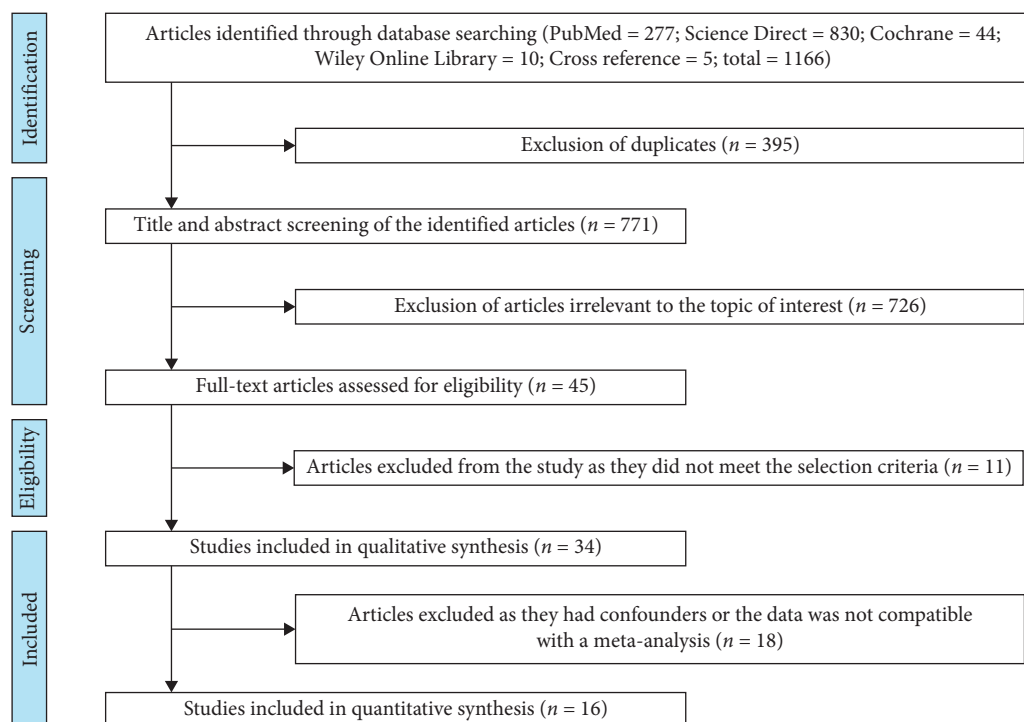 Identification
Articles identified through database searching (PubMed = 277; Science Direct = 830; Cochrane = 44;
Wiley Online Library = 10; Cross reference = 5; total = 1166)
Exclusion of duplicates (n = 395)
Screening
Title and abstract screening of the identified articles (n = 771)
Exclusion of articles irrelevant to the topic of interest (n = 726)
Full-text articles assessed for eligibility (n = 45)
Eligibility
Articles excluded from the study as they did not meet the selection criteria (n = 11)
Included
Studies included in qualitative synthesis (n = 34)
Articles excluded as they had confounders or the data was not compatible
with a meta-analysis (n = 18)
Studies included in quantitative synthesis (n = 16)